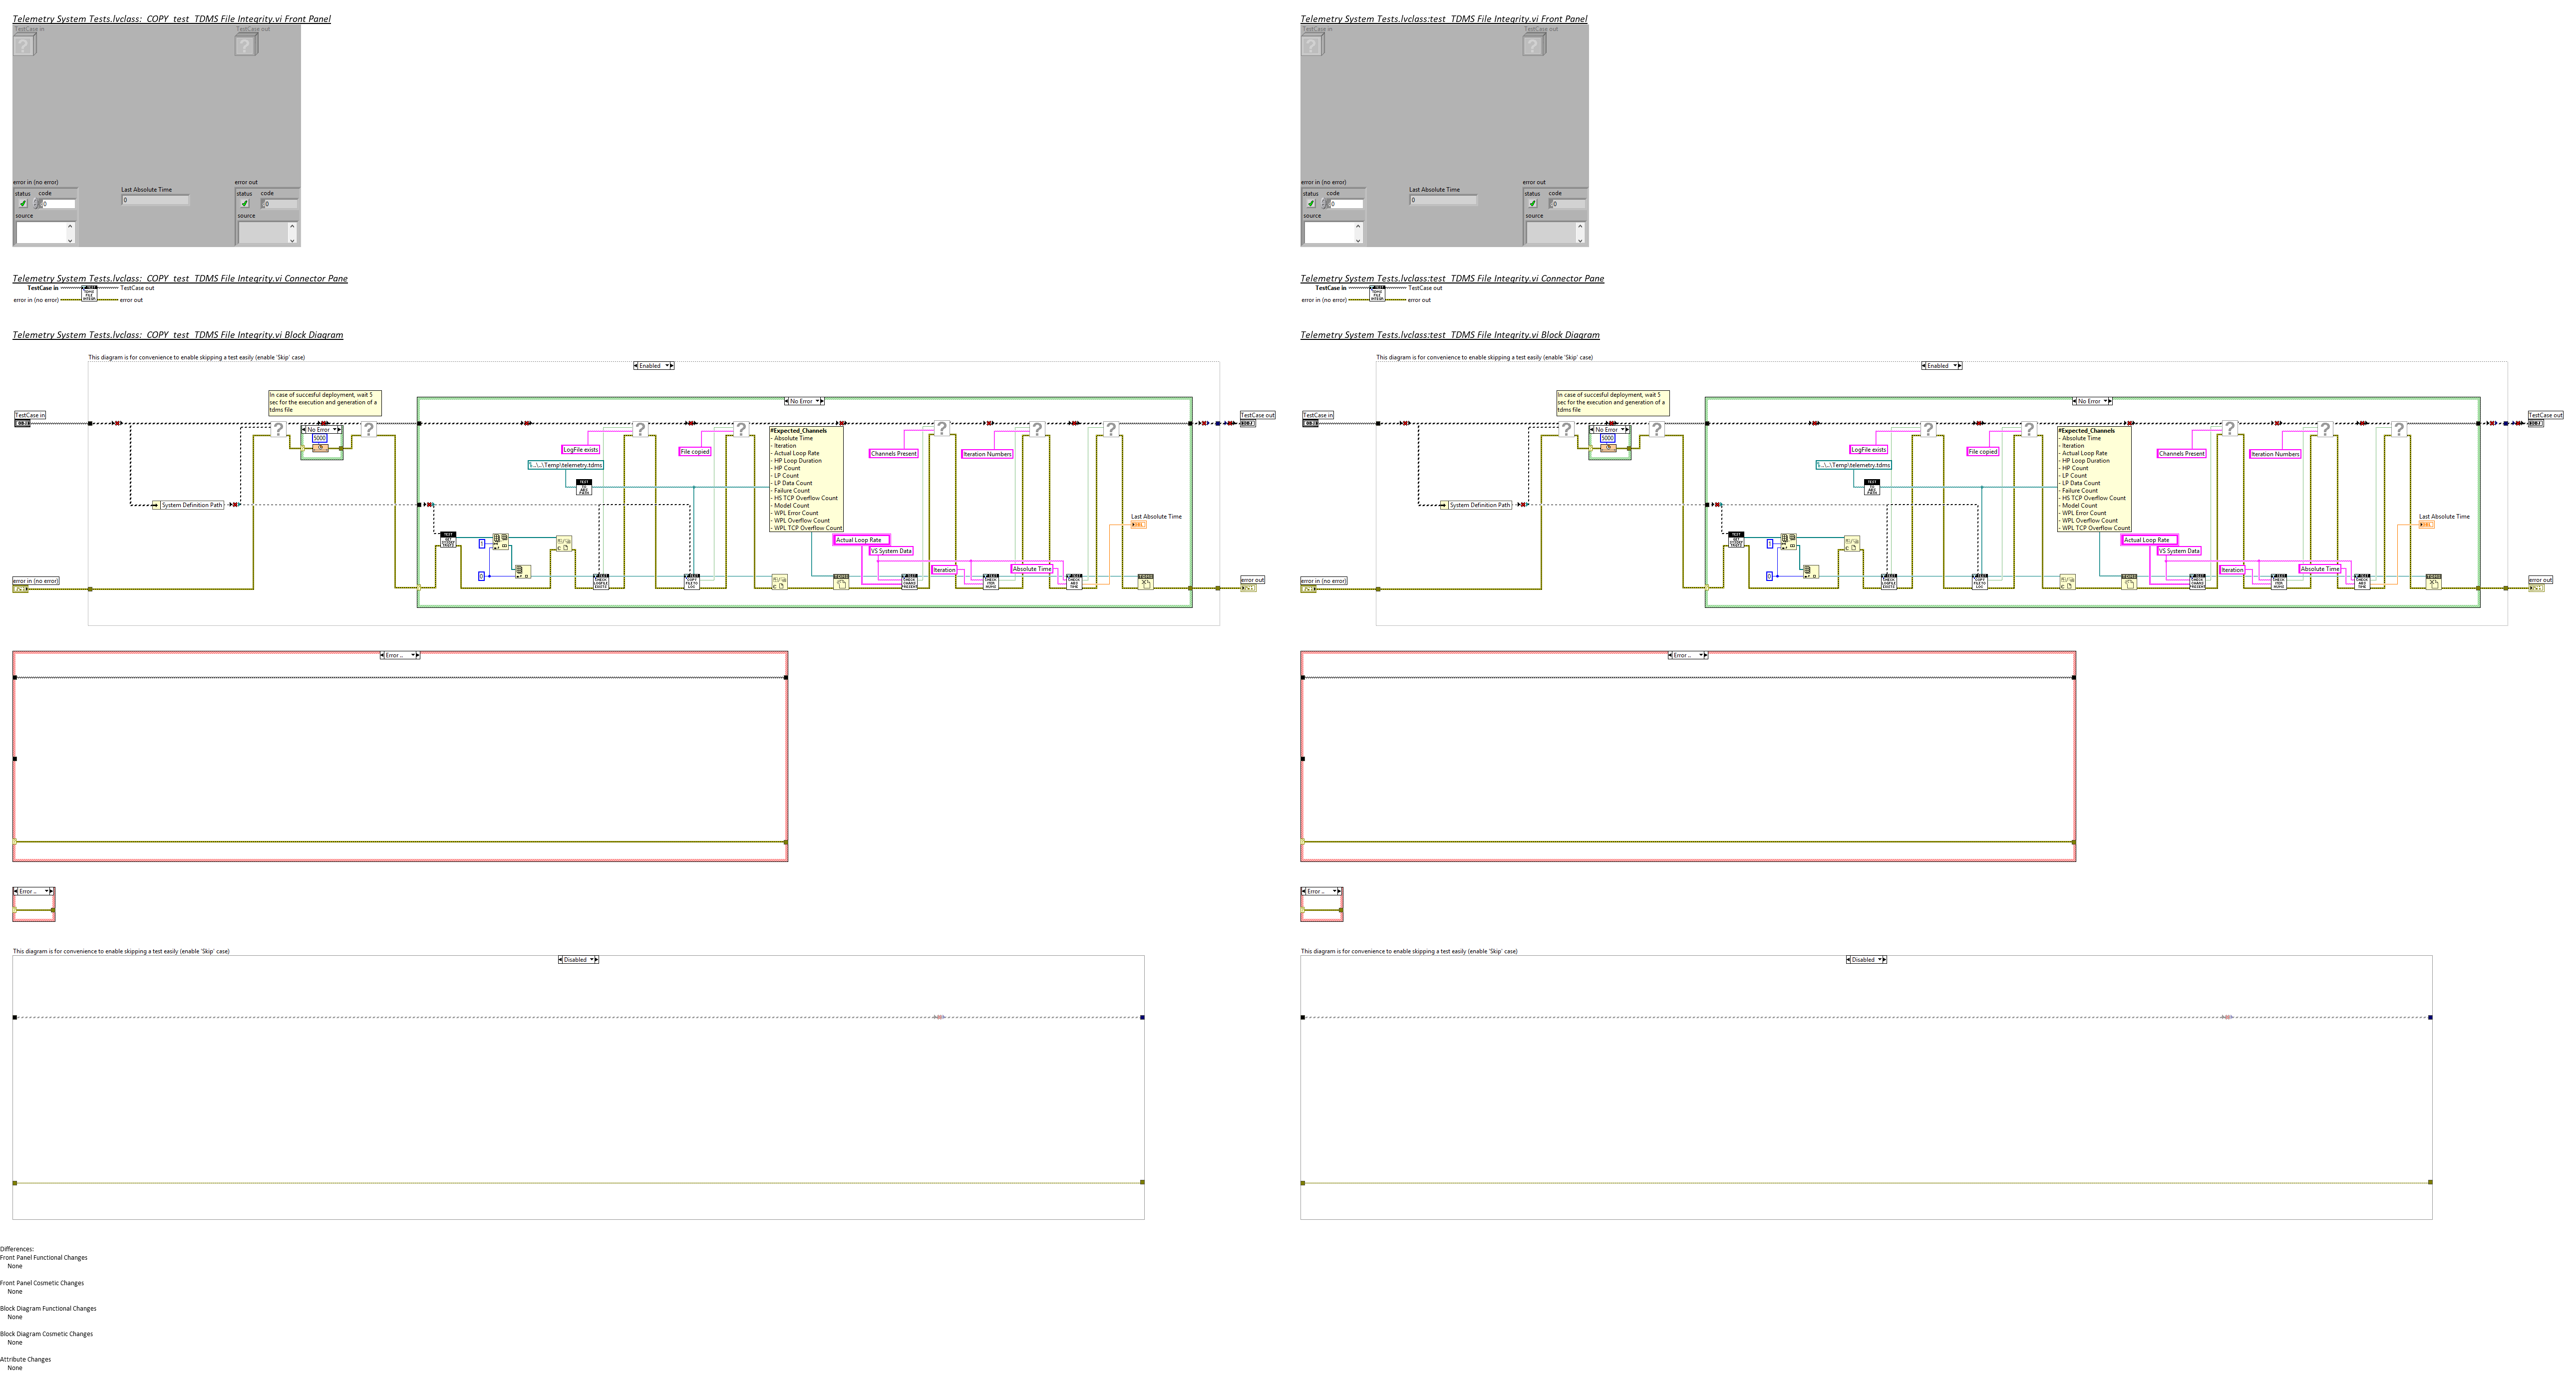 Telemetry System Tests.lvclass:_COPY_test_TDMS File Integrity.vi Front Panel
TestCase in
TestCase out
error in (no error)
status code
0
source
Last Absolute Time
0
error out
status code
0
source
Telemetry System Tests.lvclass:_COPY_test_TDMS File Integrity.vi Connector Pane
TestCase in
TestCase out
error in (no error)
error out
Telemetry System Tests.lvclass:_COPY_test_TDMS File Integrity.vi Block Diagram
This diagram is for convenience to enable skipping a test easily (enable 'Skip' case)
Enabled
In case of succesful deployment, wait 5
sec for the execution and generation of a
tdms file
No Error
TestCase in
TestCase out
No Error
5000
#Expected_Channels
- Absolute Time
- Iteration
- Actual Loop Rate
- HP Loop Duration
- HP Count
- LP Count
- LP Data Count
- Failure Count
- HS TCP Overflow Count
- Model Count
- WPL Error Count
- WPL Overflow Count
- WPL TCP Overflow Count
LogFile exists
File copied
Channels Present
Iteration Numbers
\..\..\Temp\telemetry.tdms
System Definition Path
Last Absolute Time
Actual Loop Rate
VS System Data
Iteration
Absolute Time
error in (no error)
error out
Error ..
Error ..
This diagram is for convenience to enable skipping a test easily (enable 'Skip' case)
Disabled
Differences:
Front Panel Functional Changes
None
Front Panel Cosmetic Changes
None
Block Diagram Functional Changes
None
Block Diagram Cosmetic Changes
None
Attribute Changes
None
Telemetry System Tests.lvclass:test_TDMS File Integrity.vi Front Panel
TestCase in
TestCase out
error in (no error)
status code
0
source
Last Absolute Time
0
error out
status code
0
source
Telemetry System Tests.lvclass:test_TDMS File Integrity.vi Connector Pane
TestCase in
TestCase out
error in (no error)
error out
Telemetry System Tests.lvclass:test_TDMS File Integrity.vi Block Diagram
This diagram is for convenience to enable skipping a test easily (enable 'Skip' case)
Enabled
In case of succesful deployment, wait 5
sec for the execution and generation of a
tdms file
No Error
TestCase in
TestCase out
No Error
5000
#Expected_Channels
- Absolute Time
- Iteration
- Actual Loop Rate
- HP Loop Duration
- HP Count
- LP Count
- LP Data Count
- Failure Count
- HS TCP Overflow Count
- Model Count
- WPL Error Count
- WPL Overflow Count
- WPL TCP Overflow Count
LogFile exists
File copied
Channels Present
Iteration Numbers
\..\..\Temp\telemetry.tdms
System Definition Path
Last Absolute Time
Actual Loop Rate
VS System Data
Iteration
Absolute Time
error in (no error)
error out
Error ..
Error ..
This diagram is for convenience to enable skipping a test easily (enable 'Skip' case)
Disabled